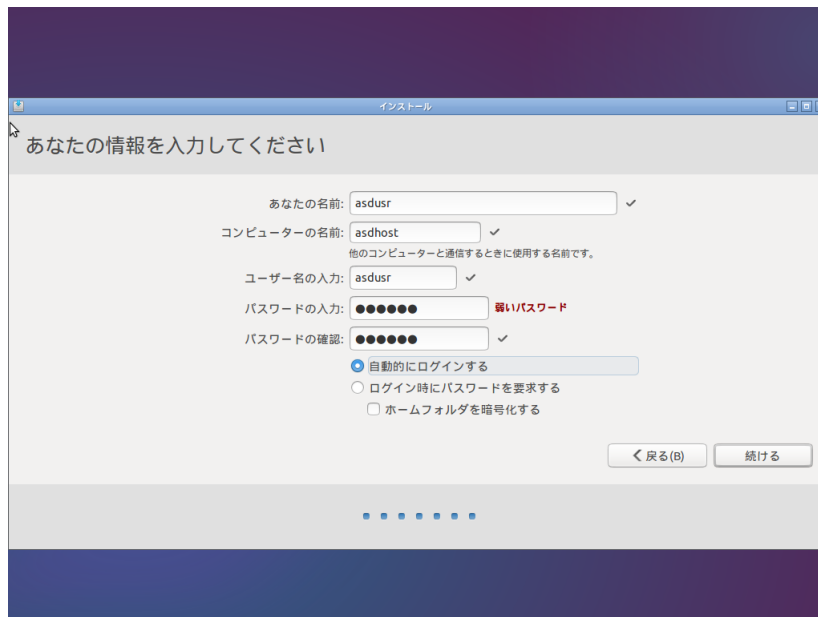 インストール
あなたの情報を入力してください
あなたの名前: asdusr
コンピューターの名前: asdhost
他のコンピューターと通信するときに使用する名前です。
ユーザー名の入力: asdusr
パスワードの入力: ●●●●●● 弱いパスワード
パスワードの確認: ●●●●●●
自動的にログインする
ログイン時にパスワードを要求する
ホームフォルダを暗号化する
戻る(B) 続ける